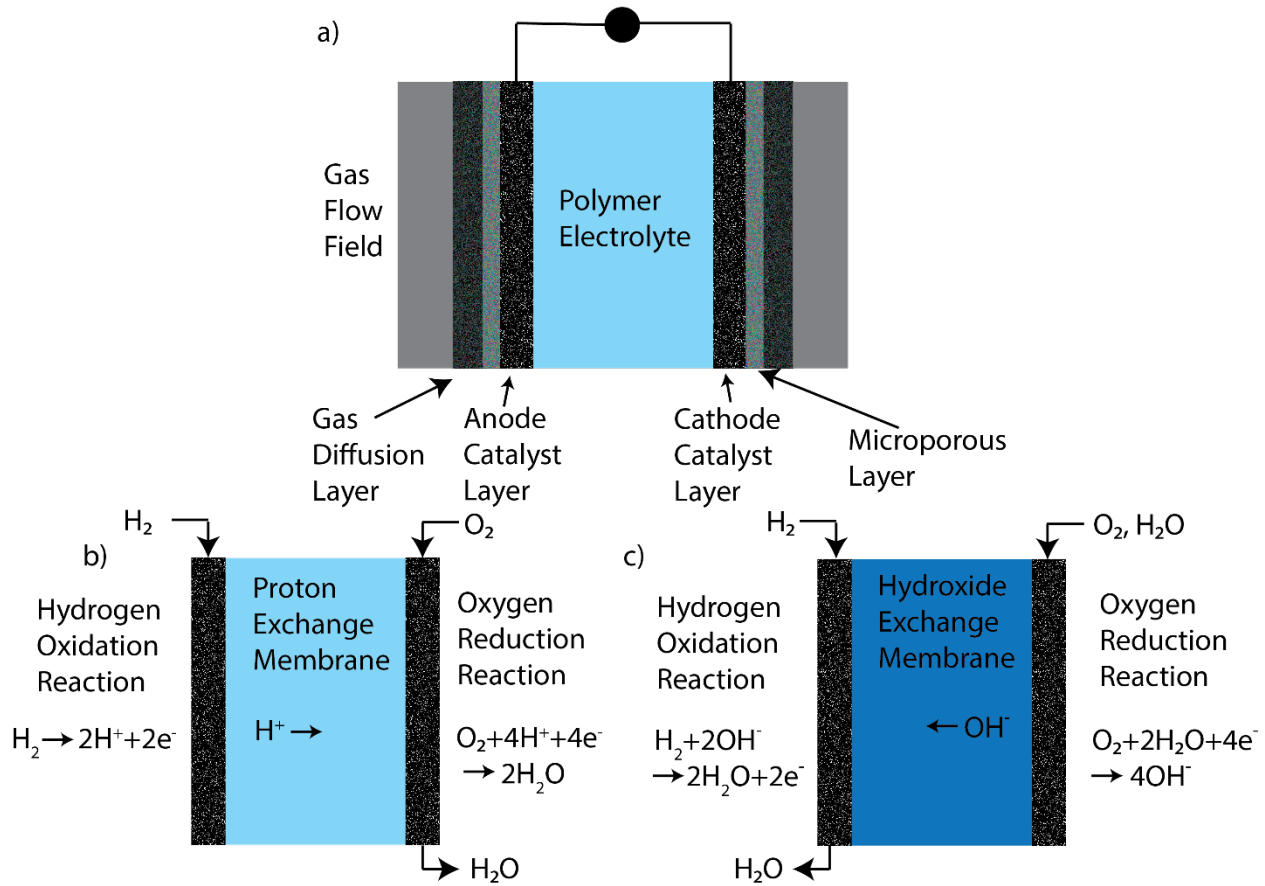 a)
Gas
Flow
Field
Polymer
Electrolyte
Gas
Diffusion
Layer
Anode
Catalyst
Layer
Cathode
Catalyst
Layer
Microporous
Layer
b)
H₂
O₂
Hydrogen
Oxidation
Reaction
H₂→2H⁺+2e⁻
Proton
Exchange
Membrane
H⁺→
Oxygen
Reduction
Reaction
O₂+4H⁺+4e⁻
→2H₂O
H₂O
c)
H₂
O₂, H₂O
Hydrogen
Oxidation
Reaction
H₂+2OH⁻
→2H₂O+2e⁻
Hydroxide
Exchange
Membrane
←OH⁻
Oxygen
Reduction
Reaction
O₂+2H₂O+4e⁻
→4OH⁻
H₂O